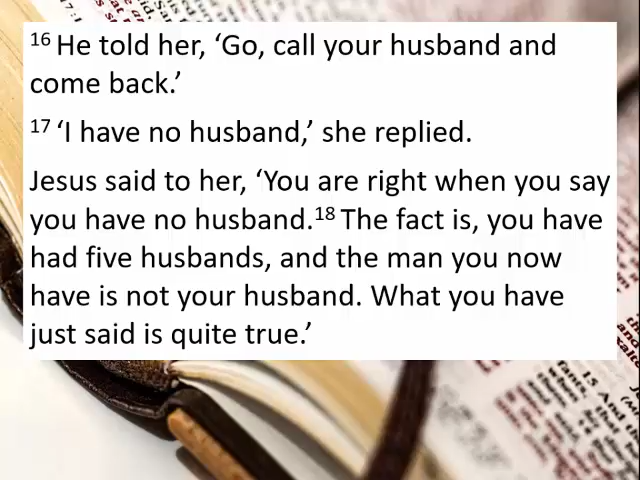 ¹⁶ He told her, ‘Go, call your husband and
come back.’
¹⁷ ‘I have no husband,’ she replied.
Jesus said to her, ‘You are right when you say
you have no husband.¹⁸ The fact is, you have
had five husbands, and the man you now
have is not your husband. What you have
just said is quite true.’
15 And